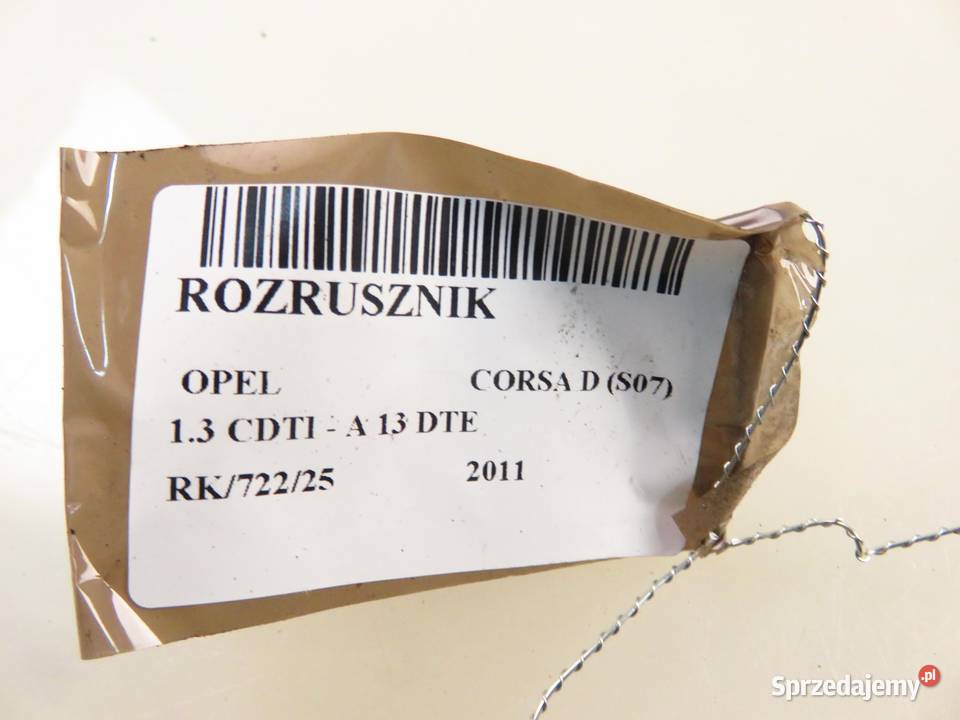 ROZRUSZNIK
OPEL CORSA D (S07)
1.3 CDTI - A 13 DTE
RK/722/25 2011
Sprzedajemy.pl